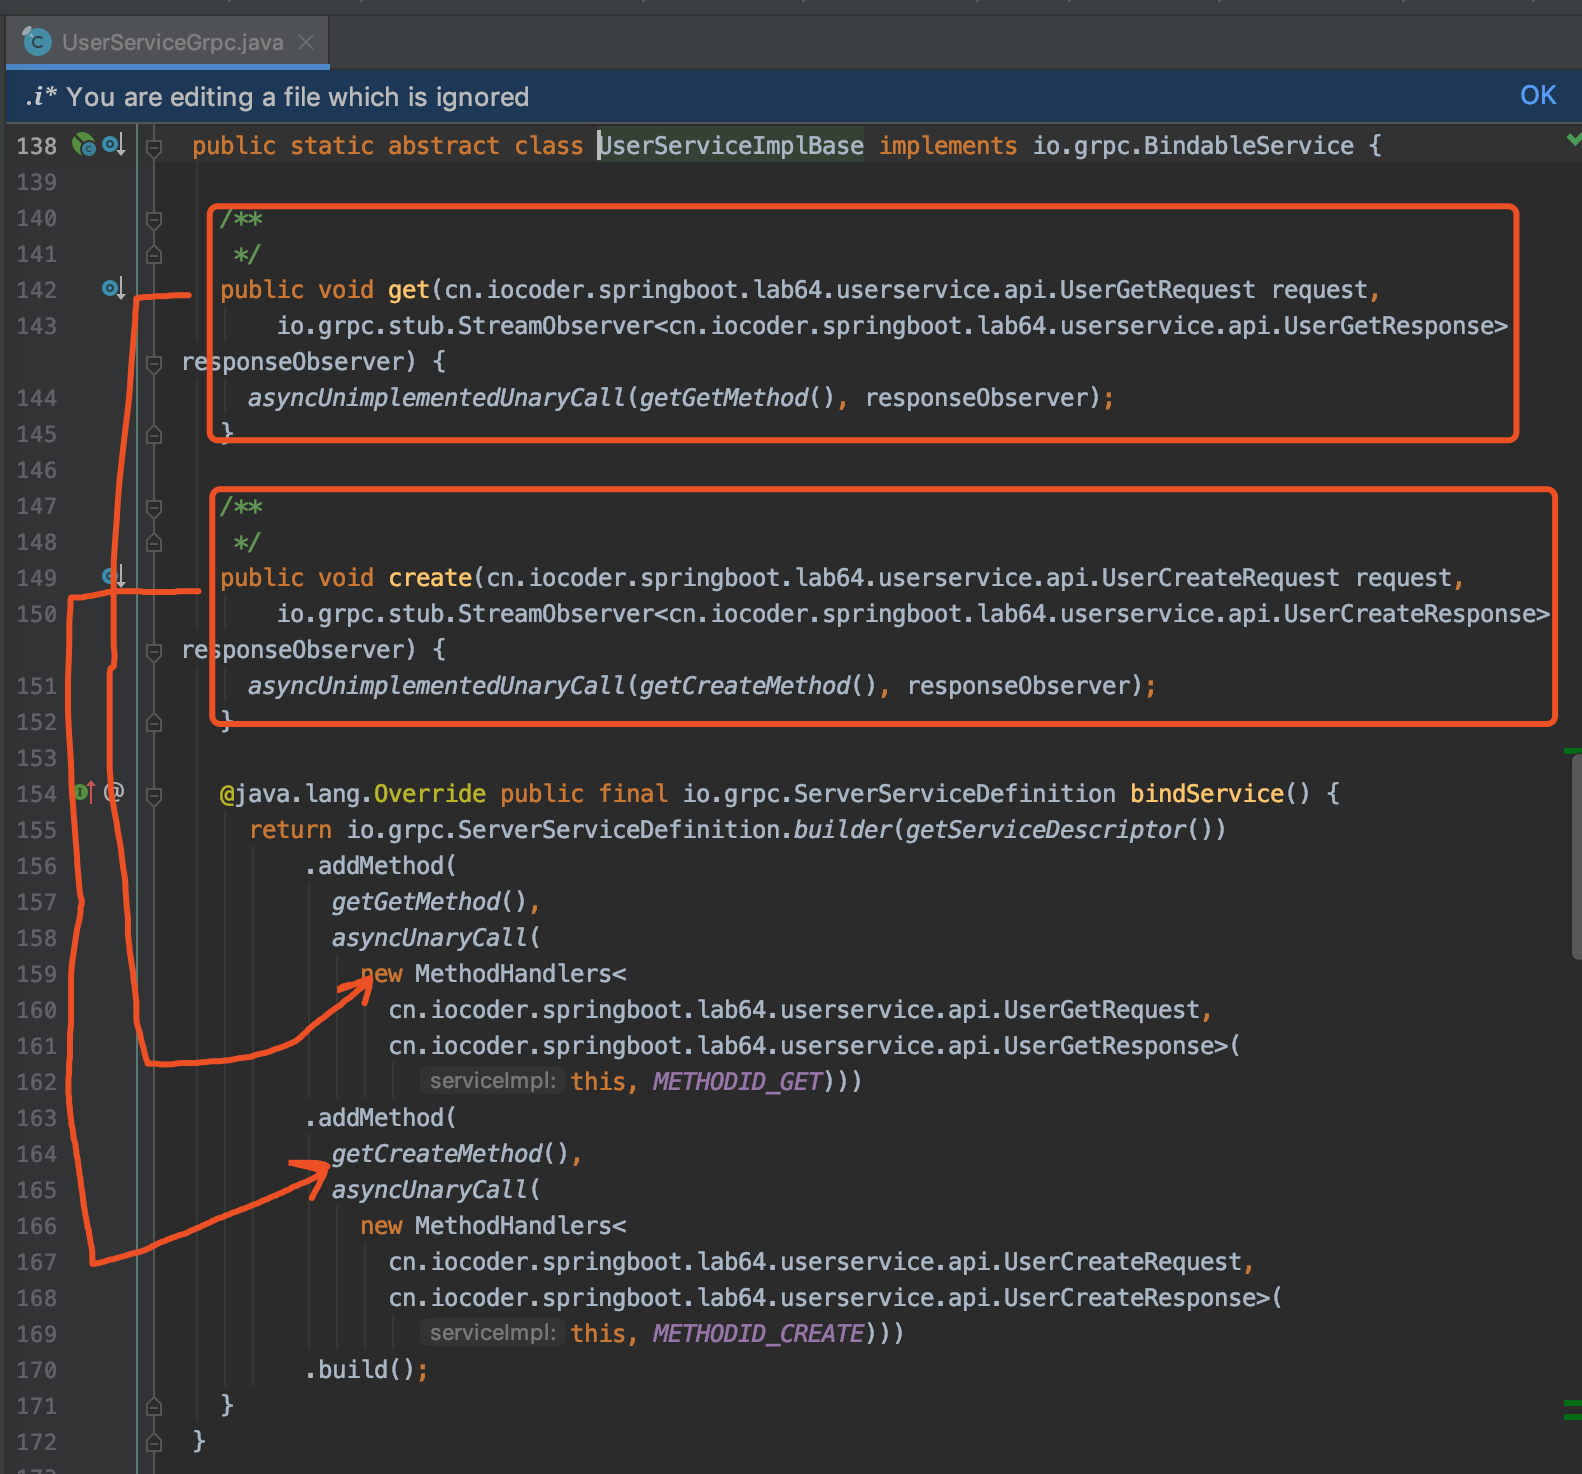 UserServiceGrpc.java
.i* You are editing a file which is ignored OK
138 public static abstract class UserServiceImplBase implements io.grpc.BindableService {
139
140 /**
141 */
142 public void get(cn.iocoder.springboot.lab64.userservice.api.UserGetRequest request,
143 io.grpc.stub.StreamObserver<cn.iocoder.springboot.lab64.userservice.api.UserGetResponse>
responseObserver) {
144 asyncUnimplementedUnaryCall(getGetMethod(), responseObserver);
145 }
146
147 /**
148 */
149 public void create(cn.iocoder.springboot.lab64.userservice.api.UserCreateRequest request,
150 io.grpc.stub.StreamObserver<cn.iocoder.springboot.lab64.userservice.api.UserCreateResponse>
responseObserver) {
151 asyncUnimplementedUnaryCall(getCreateMethod(), responseObserver);
152 }
153
154 @java.lang.Override public final io.grpc.ServerServiceDefinition bindService() {
155 return io.grpc.ServerServiceDefinition.builder(getServiceDescriptor())
156 .addMethod(
157 getGetMethod(),
158 asyncUnaryCall(
159 new MethodHandlers<
160 cn.iocoder.springboot.lab64.userservice.api.UserGetRequest,
161 cn.iocoder.springboot.lab64.userservice.api.UserGetResponse>(
162 serviceImpl: this, METHODID_GET)))
163 .addMethod(
164 getCreateMethod(),
165 asyncUnaryCall(
166 new MethodHandlers<
167 cn.iocoder.springboot.lab64.userservice.api.UserCreateRequest,
168 cn.iocoder.springboot.lab64.userservice.api.UserCreateResponse>(
169 serviceImpl: this, METHODID_CREATE)))
170 .build();
171 }
172 }